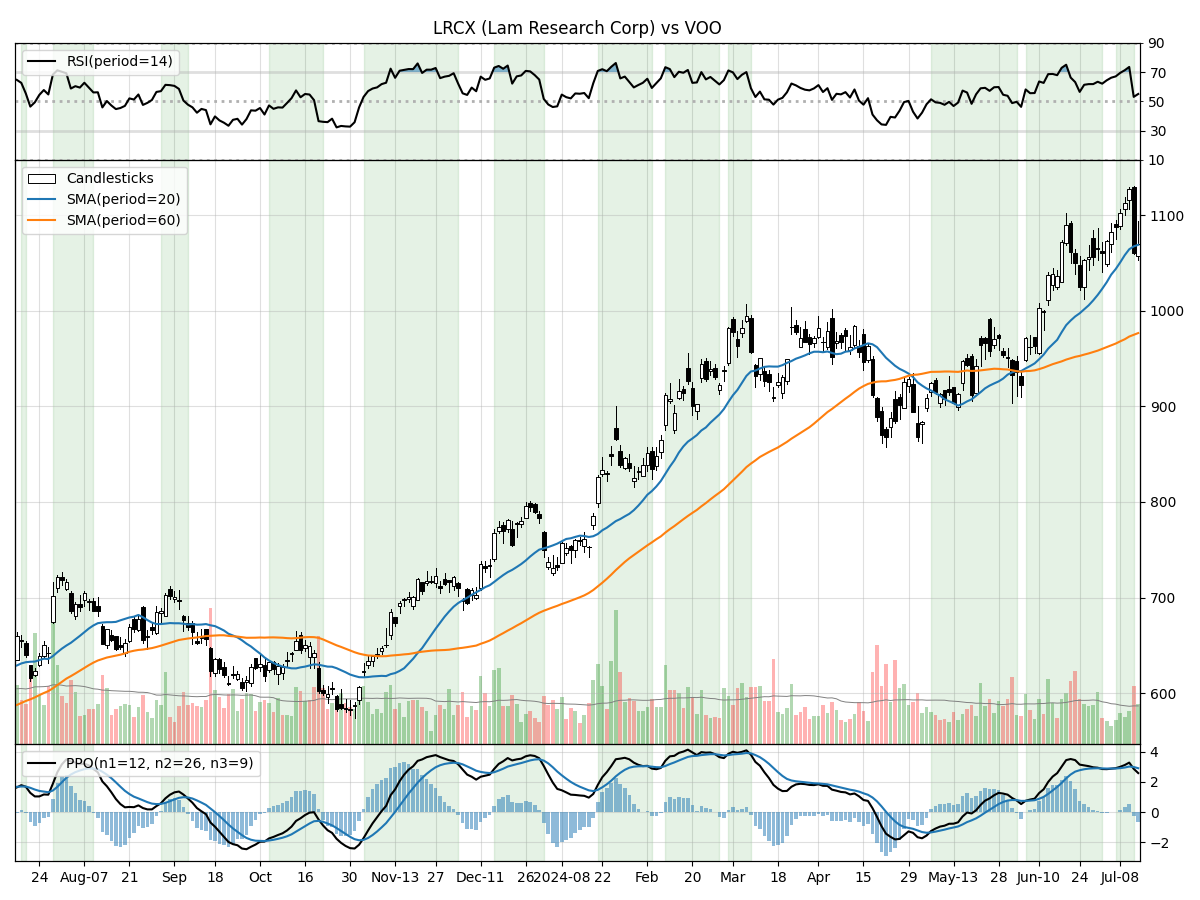 LRCX (Lam Research Corp) vs VOO
RSI(period=14)
90
70
50
30
10
Candlesticks
SMA(period=20)
SMA(period=60)
1100
1000
900
800
700
600
PPO(n1=12, n2=26, n3=9)
4
2
0
−2
24 Aug-07 21 Sep 18 Oct 16 30 Nov-13 27 Dec-11 26 2024-08 22 Feb 20 Mar 18 Apr 15 29 May-13 28 Jun-10 24 Jul-08